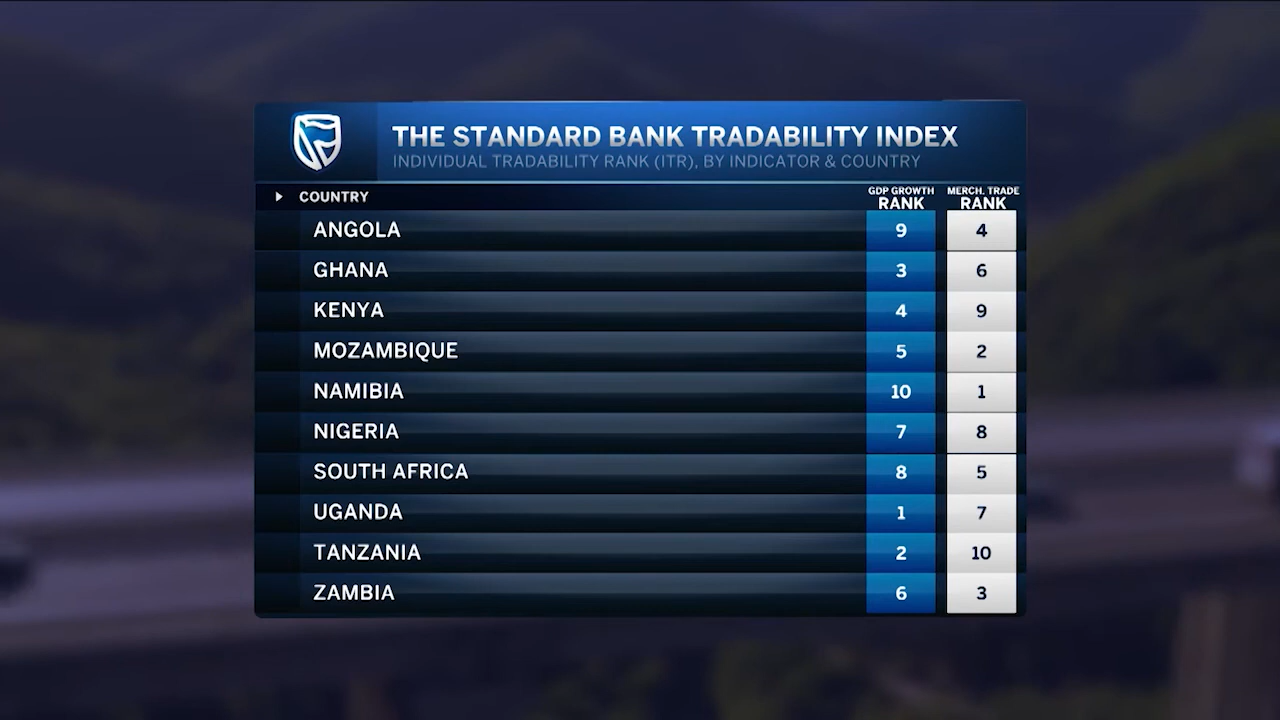 THE STANDARD BANK TRADABILITY INDEX
INDIVIDUAL TRADABILITY RANK (ITR), BY INDICATOR & COUNTRY
COUNTRY GDP GROWTH RANK MERCH. TRADE RANK
ANGOLA 9 4
GHANA 3 6
KENYA 4 9
MOZAMBIQUE 5 2
NAMIBIA 10 1
NIGERIA 7 8
SOUTH AFRICA 8 5
UGANDA 1 7
TANZANIA 2 10
ZAMBIA 6 3